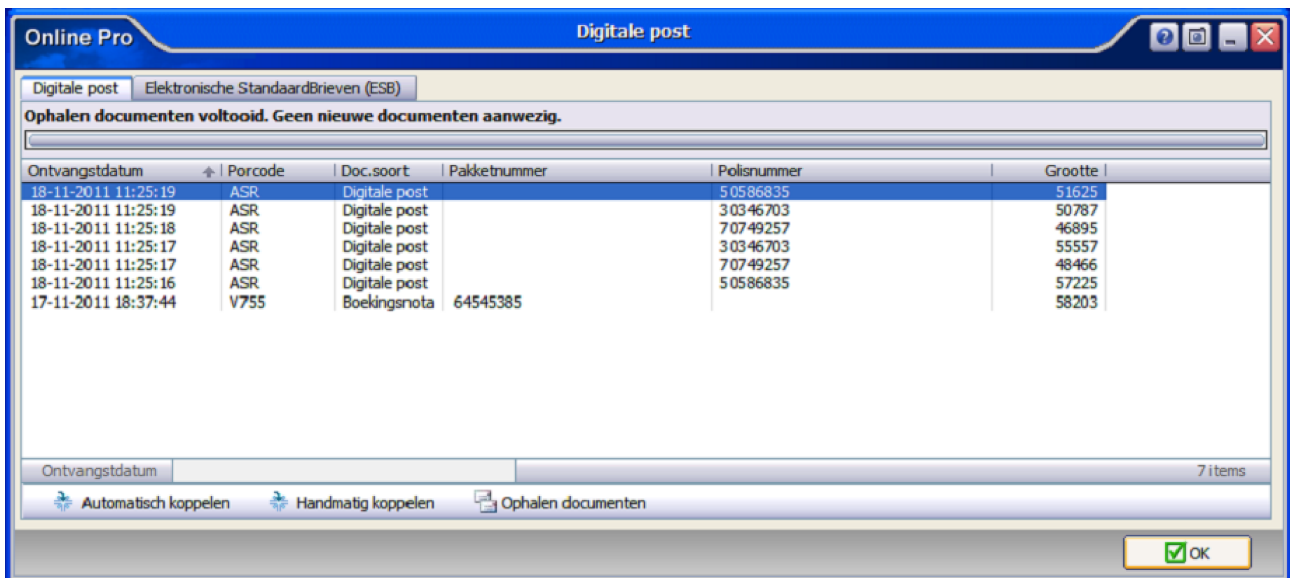 Online Pro Digitale post
Digitale post Elektronische StandaardBrieven (ESB)
Ophalen documenten voltooid. Geen nieuwe documenten aanwezig.
Ontvangstdatum Porcode Doc.soort Pakketnummer Polisnummer Grootte
18-11-2011 11:25:19 ASR Digitale post 50586835 51625
18-11-2011 11:25:19 ASR Digitale post 30346703 50787
18-11-2011 11:25:18 ASR Digitale post 70749257 46895
18-11-2011 11:25:17 ASR Digitale post 30346703 55557
18-11-2011 11:25:17 ASR Digitale post 70749257 48466
18-11-2011 11:25:16 ASR Digitale post 50586835 57225
17-11-2011 18:37:44 V755 Boekingsnota 64545385 58203
Ontvangstdatum 7 items
Automatisch koppelen Handmatig koppelen Ophalen documenten
OK